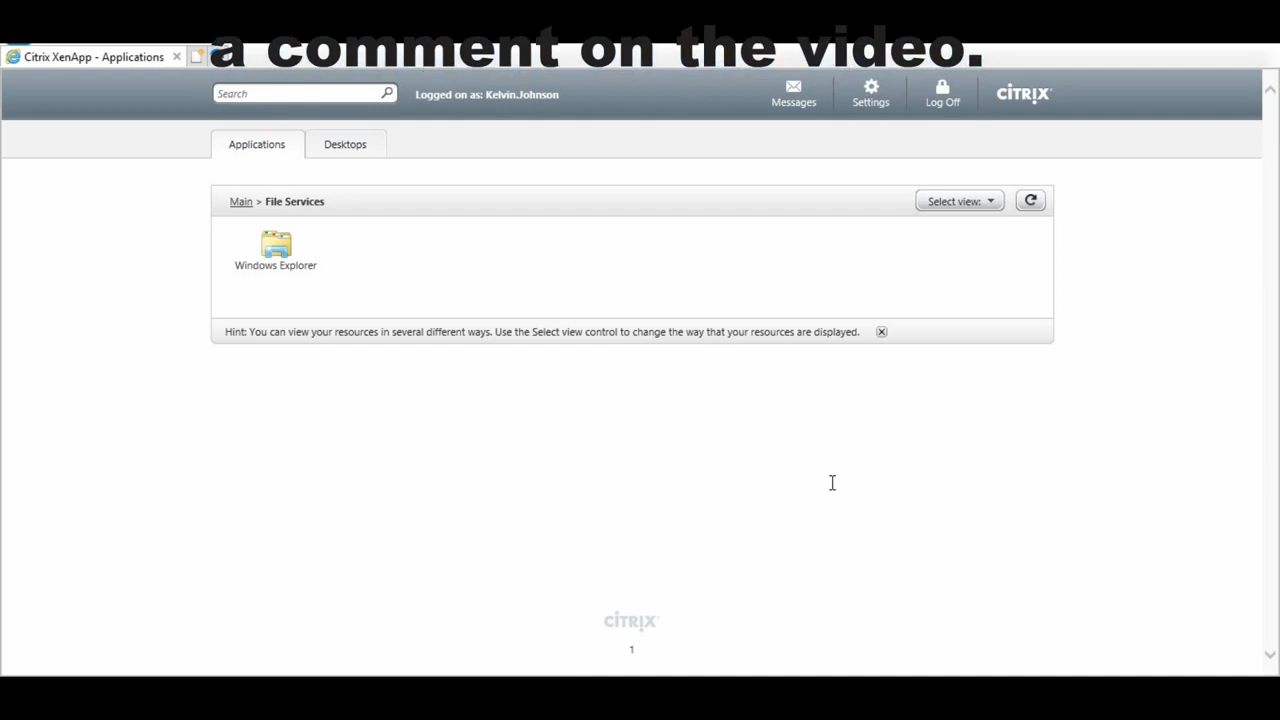 a comment on the video.
Citrix XenApp - Applications
Search
Logged on as: Kelvin.Johnson
Messages
Settings
Log Off
CITRIX
Applications
Desktops
Main > File Services
Select view:
Windows Explorer
Hint: You can view your resources in several different ways. Use the Select view control to change the way that your resources are displayed.
CITRIX
1